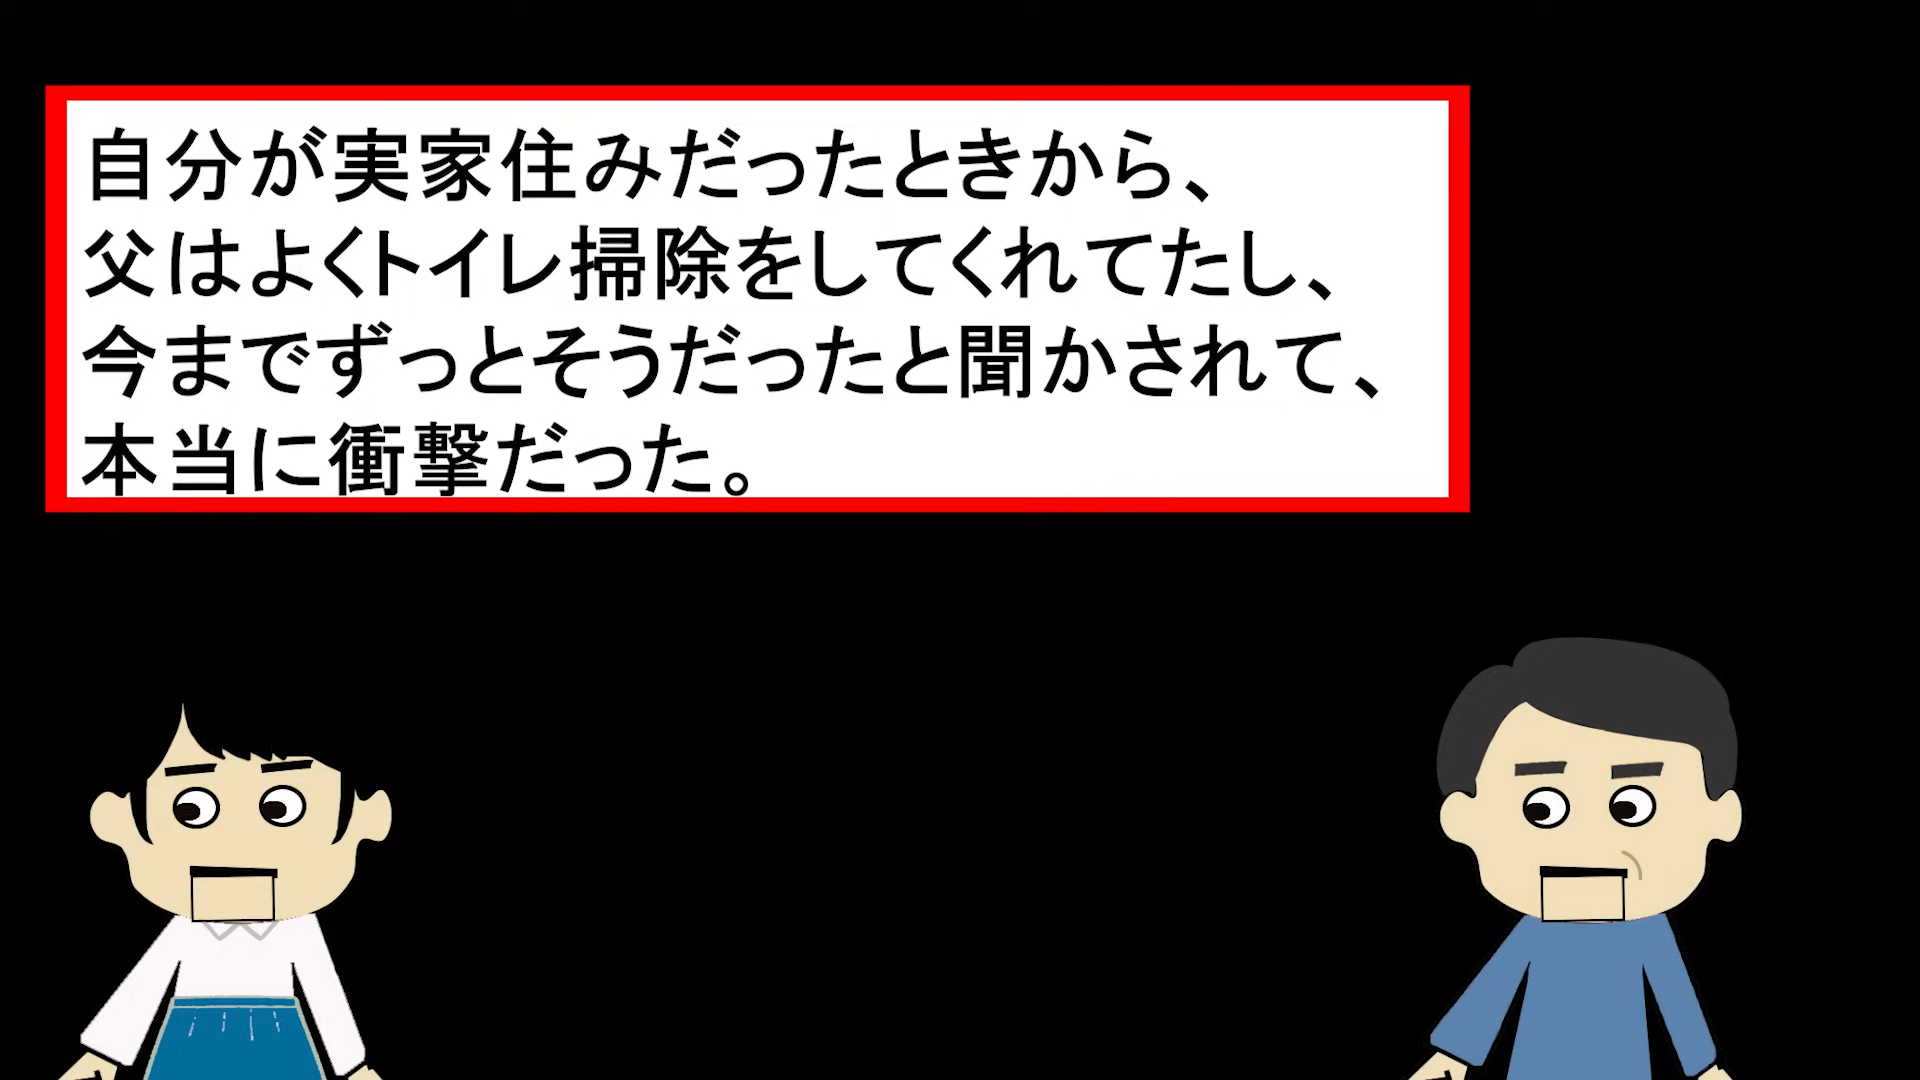 自分が実家住みだったときから、
父はよくトイレ掃除をしてくれてたし、
今までずっとそうだったと聞かされて、
本当に衝撃だった。